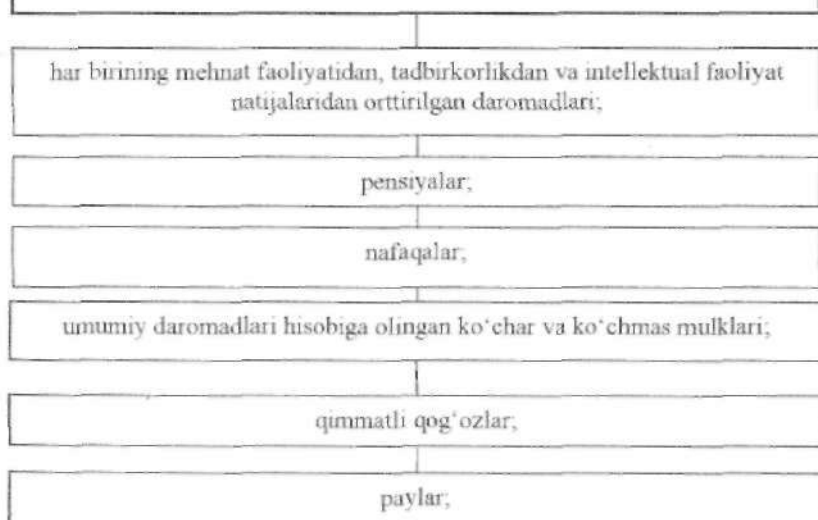 har birining mehnat faoliyatidan, tadbirkorlikdan va intellektual faoliyat
natijalaridan orttirilgan daromadlari;
pensiyalar;
nafaqalar;
umumiy daromadlari hisobiga olingan ko‘char va ko‘chmas mulklari;
qimmatli qog‘ozlar;
paylar;